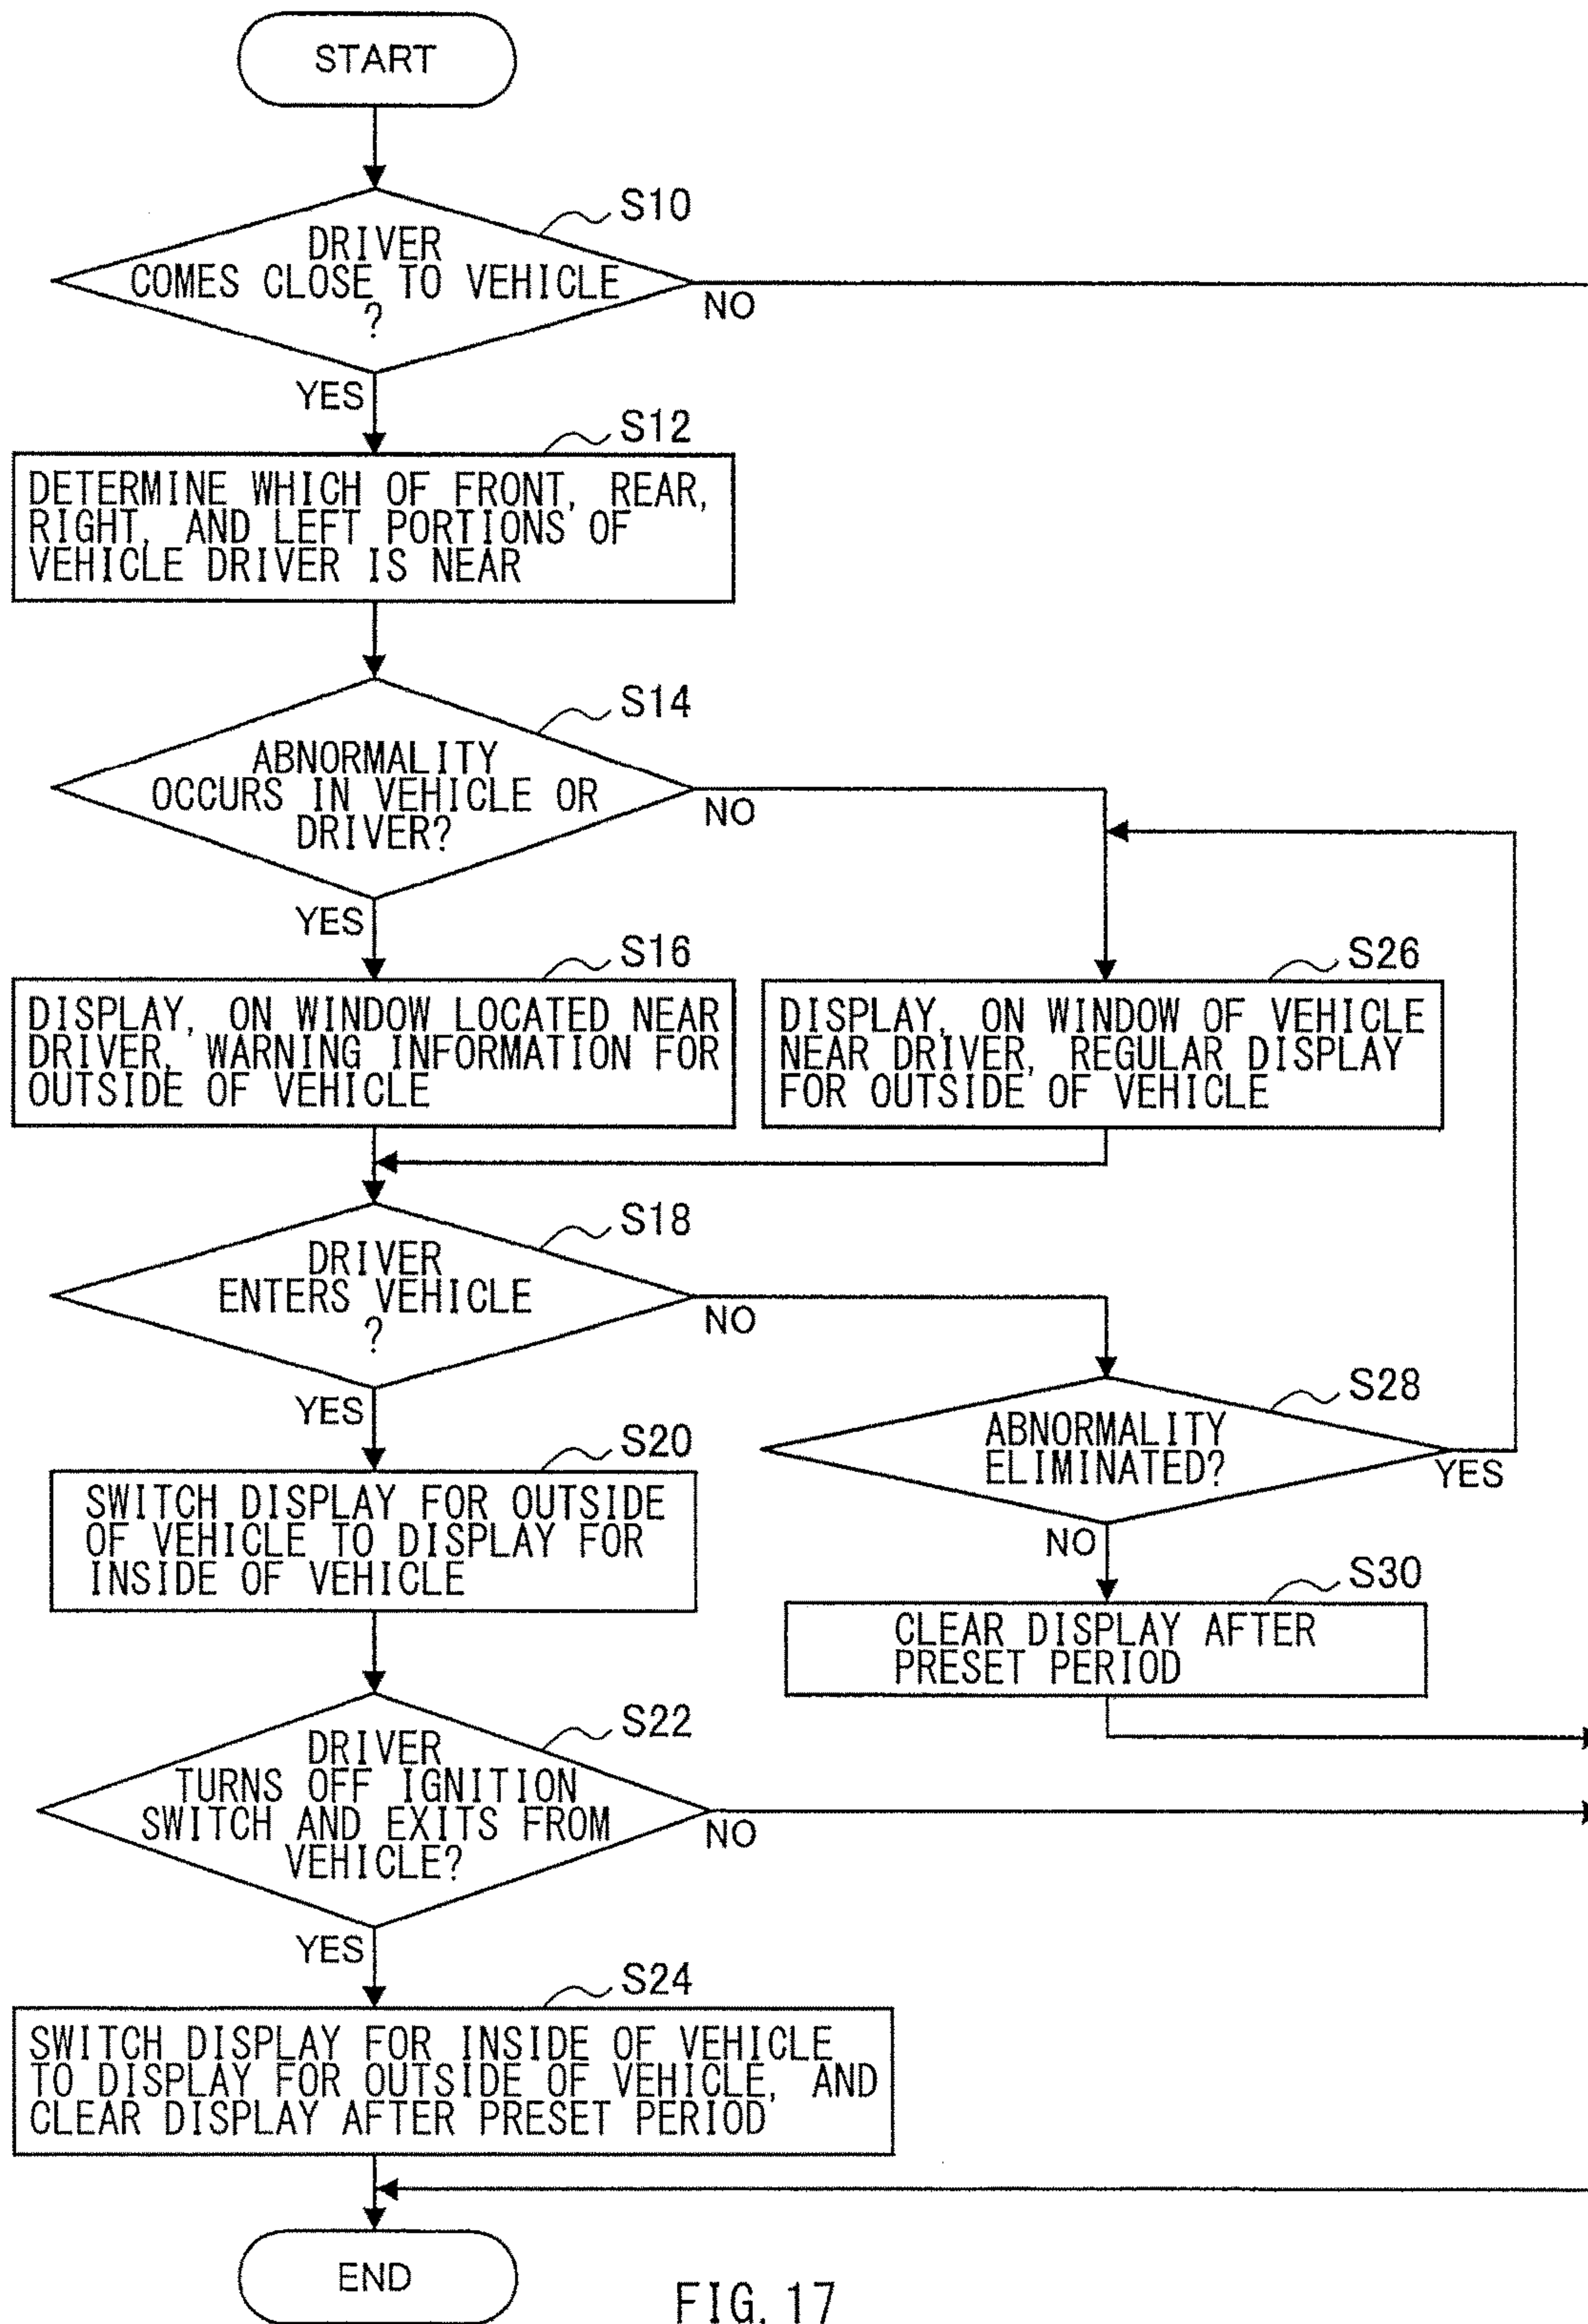 START
S10
DRIVER
COMES CLOSE TO VEHICLE
?
NO
YES
S12
DETERMINE WHICH OF FRONT, REAR,
RIGHT, AND LEFT PORTIONS OF
VEHICLE DRIVER IS NEAR
S14
ABNORMALITY
OCCURS IN VEHICLE OR
DRIVER?
NO
YES
S16
DISPLAY, ON WINDOW LOCATED NEAR
DRIVER, WARNING INFORMATION FOR
OUTSIDE OF VEHICLE
S26
DISPLAY, ON WINDOW OF VEHICLE
NEAR DRIVER, REGULAR DISPLAY
FOR OUTSIDE OF VEHICLE
S18
DRIVER
ENTERS VEHICLE
?
NO
YES
S28
ABNORMALITY
ELIMINATED?
YES
NO
S20
SWITCH DISPLAY FOR OUTSIDE
OF VEHICLE TO DISPLAY FOR
INSIDE OF VEHICLE
S30
CLEAR DISPLAY AFTER
PRESET PERIOD
S22
DRIVER
TURNS OFF IGNITION
SWITCH AND EXITS FROM
VEHICLE?
NO
YES
S24
SWITCH DISPLAY FOR INSIDE OF VEHICLE
TO DISPLAY FOR OUTSIDE OF VEHICLE, AND
CLEAR DISPLAY AFTER PRESET PERIOD
END
FIG. 17